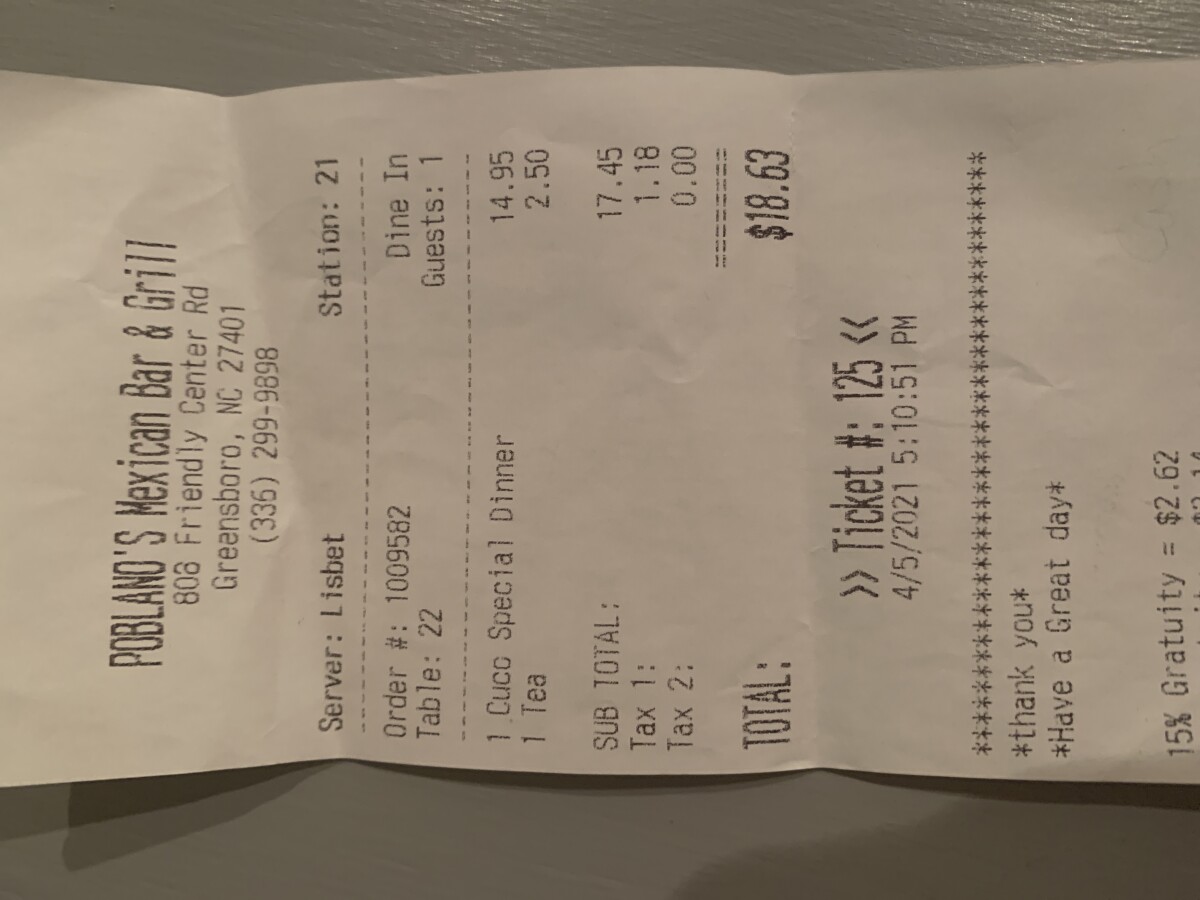 POBLANO'S Mexican Bar & Grill
808 Friendly Center Rd
Greensboro, NC 27401
(336) 299-9898
Server: Lisbet Station: 21
Order #: 1009582 Dine In
Table: 22 Guests: 1
1 Cuco Special Dinner 14.95
1 Tea 2.50
SUB TOTAL: 17.45
Tax 1: 1.18
Tax 2: 0.00
========
TOTAL: $18.63
>> Ticket #: 125 <<
4/5/2021 5:10:51 PM
******************************************
*thank you*
*Have a Great day*
15% Gratuity = $2.62